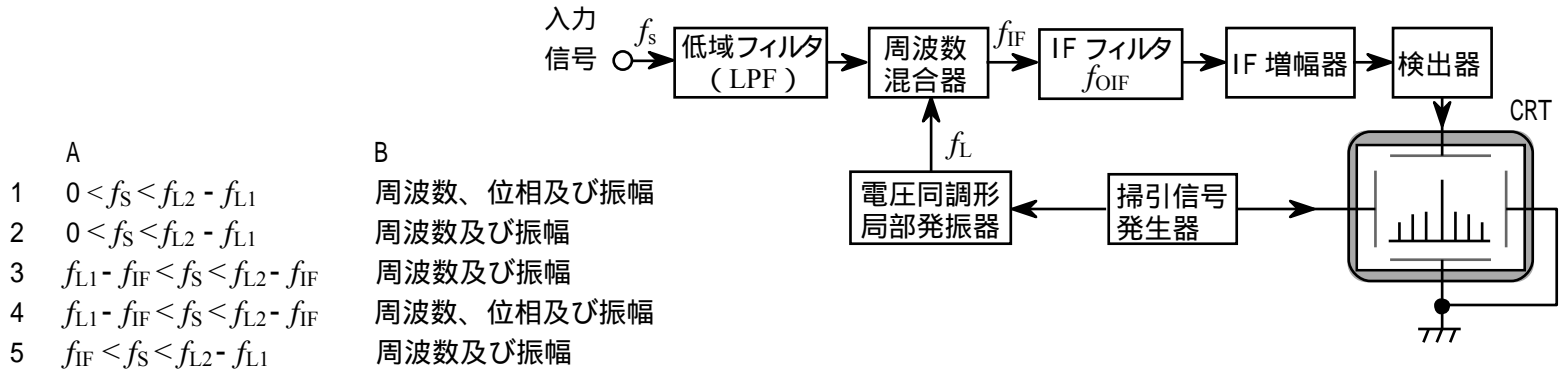 入力
信号
fs
低域フィルタ
（LPF）
周波数
混合器
fIF
IF フィルタ
fOIF
IF 増幅器
検出器
CRT
fL
電圧同調形
局部発振器
掃引信号
発生器
A B
1 0 < fS < fL2 - fL1 周波数、位相及び振幅
2 0 < fS < fL2 - fL1 周波数及び振幅
3 fL1 - fIF < fS < fL2 - fIF 周波数及び振幅
4 fL1 - fIF < fS < fL2 - fIF 周波数、位相及び振幅
5 fIF < fS < fL2 - fL1 周波数及び振幅